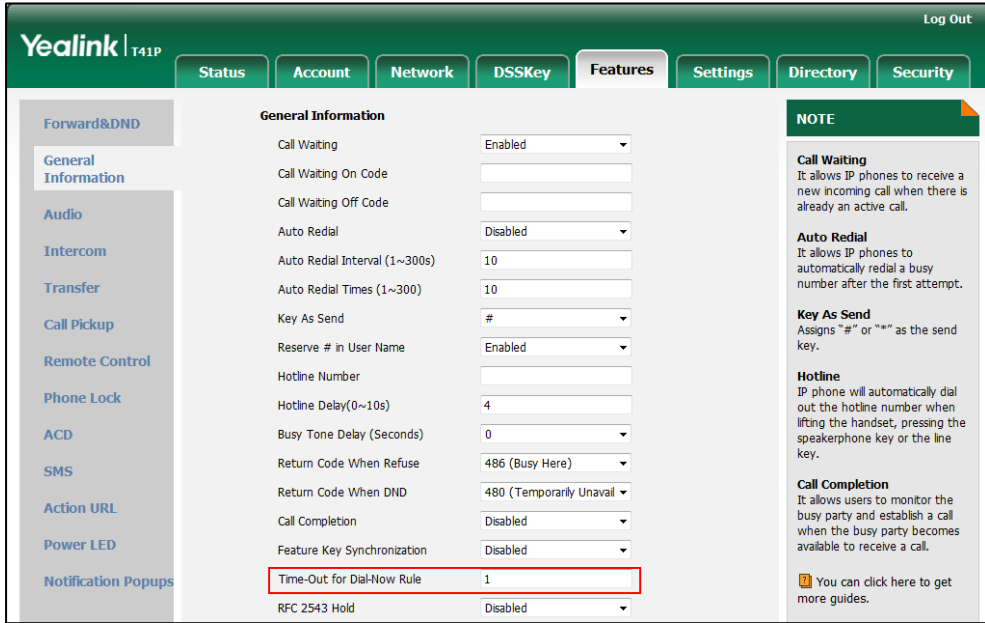 Log Out
Yealink T41P
Status Account Network DSSKey Features Settings Directory Security
Forward&DND
General
Information
Audio
Intercom
Transfer
Call Pickup
Remote Control
Phone Lock
ACD
SMS
Action URL
Power LED
Notification Popups
General Information
Call Waiting Enabled
Call Waiting On Code
Call Waiting Off Code
Auto Redial Disabled
Auto Redial Interval (1~300s) 10
Auto Redial Times (1~300) 10
Key As Send #
Reserve # in User Name Enabled
Hotline Number
Hotline Delay(0~10s) 4
Busy Tone Delay (Seconds) 0
Return Code When Refuse 486 (Busy Here)
Return Code When DND 480 (Temporarily Unavail
Call Completion Disabled
Feature Key Synchronization Disabled
Time-Out for Dial-Now Rule 1
RFC 2543 Hold Disabled
NOTE
Call Waiting
It allows IP phones to receive a
new incoming call when there is
already an active call.
Auto Redial
It allows IP phones to
automatically redial a busy
number after the first attempt.
Key As Send
Assigns "#" or "*" as the send
key.
Hotline
IP phone will automatically dial
out the hotline number when
lifting the handset, pressing the
speakerphone key or the line
key.
Call Completion
It allows users to monitor the
busy party and establish a call
when the busy party becomes
available to receive a call.
? You can click here to get
more guides.